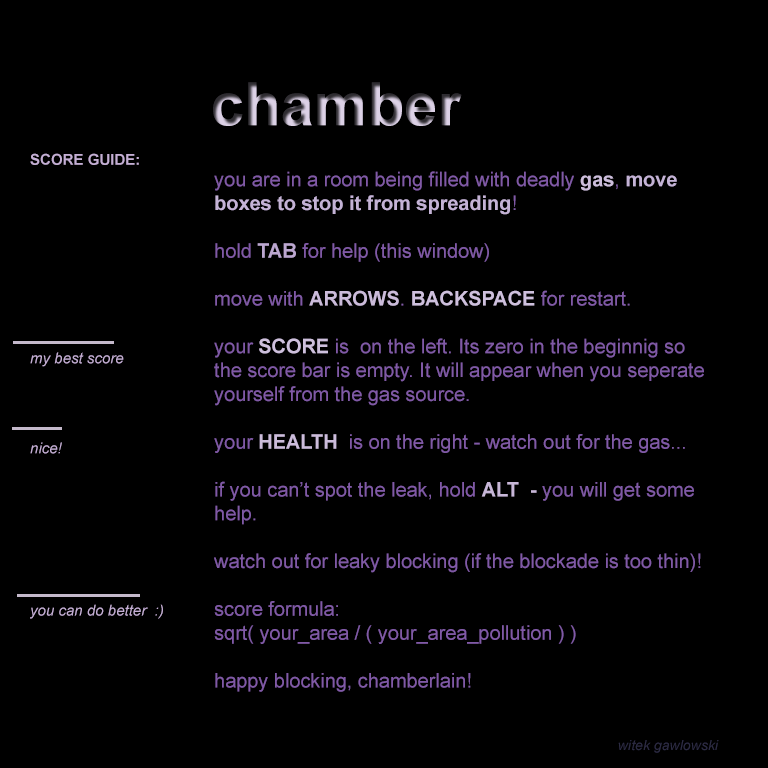 chamber
SCORE GUIDE:
you are in a room being filled with deadly gas, move
boxes to stop it from spreading!
hold TAB for help (this window)
move with ARROWS. BACKSPACE for restart.
your SCORE is  on the left. Its zero in the beginnig so
the score bar is empty. It will appear when you seperate
yourself from the gas source.
my best score
your HEALTH  is on the right - watch out for the gas...
nice!
if you can’t spot the leak, hold ALT  - you will get some
help.
watch out for leaky blocking (if the blockade is too thin)!
score formula:
you can do better  :)
sqrt( your_area / ( your_area_pollution ) )
happy blocking, chamberlain!
witek gawlowski